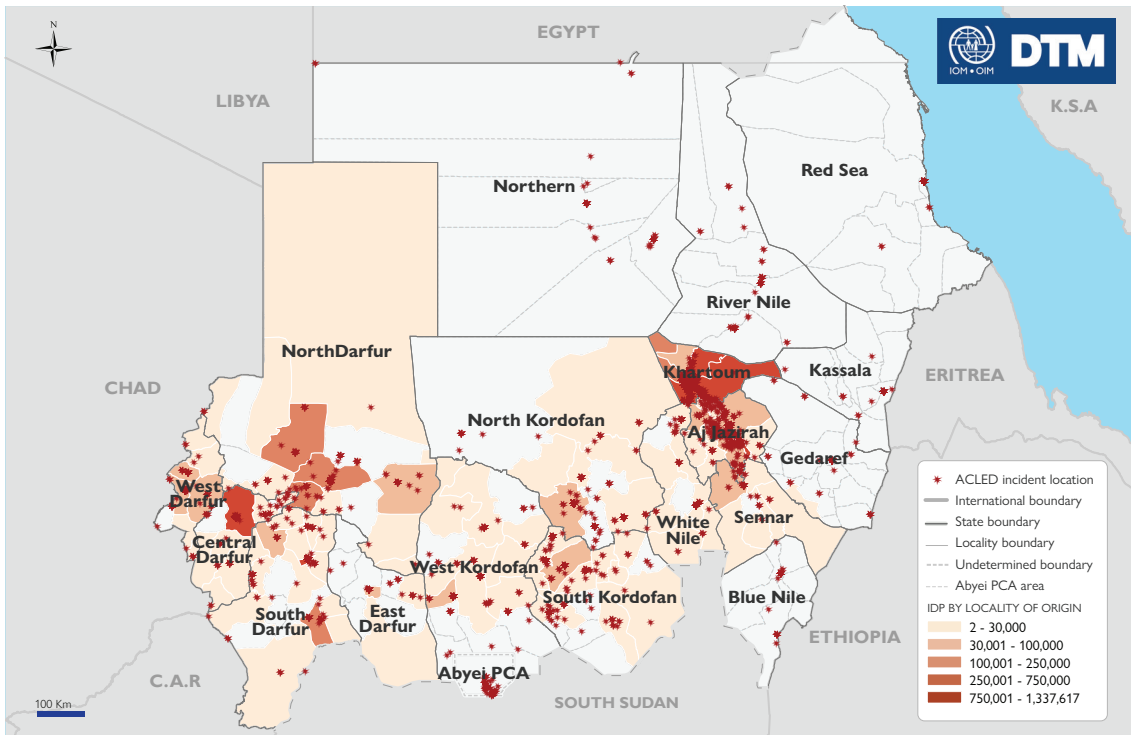 N
EGYPT
IOM • OIM
DTM
LIBYA
K.S.A
Northern
Red Sea
River Nile
NorthDarfur
Khartoum
Kassala
CHAD
ERITREA
North Kordofan
Aj Jazirah
Gedaref
West
Darfur
White
Nile
Sennar
Central
Darfur
West Kordofan
South Kordofan
Blue Nile
South
Darfur
East
Darfur
ETHIOPIA
Abyei PCA
C.A.R
SOUTH SUDAN
100 Km
ACLED incident location
International boundary
State boundary
Locality boundary
Undetermined boundary
Abyei PCA area
IDP BY LOCALITY OF ORIGIN
2 - 30,000
30,001 - 100,000
100,001 - 250,000
250,001 - 750,000
750,001 - 1,337,617